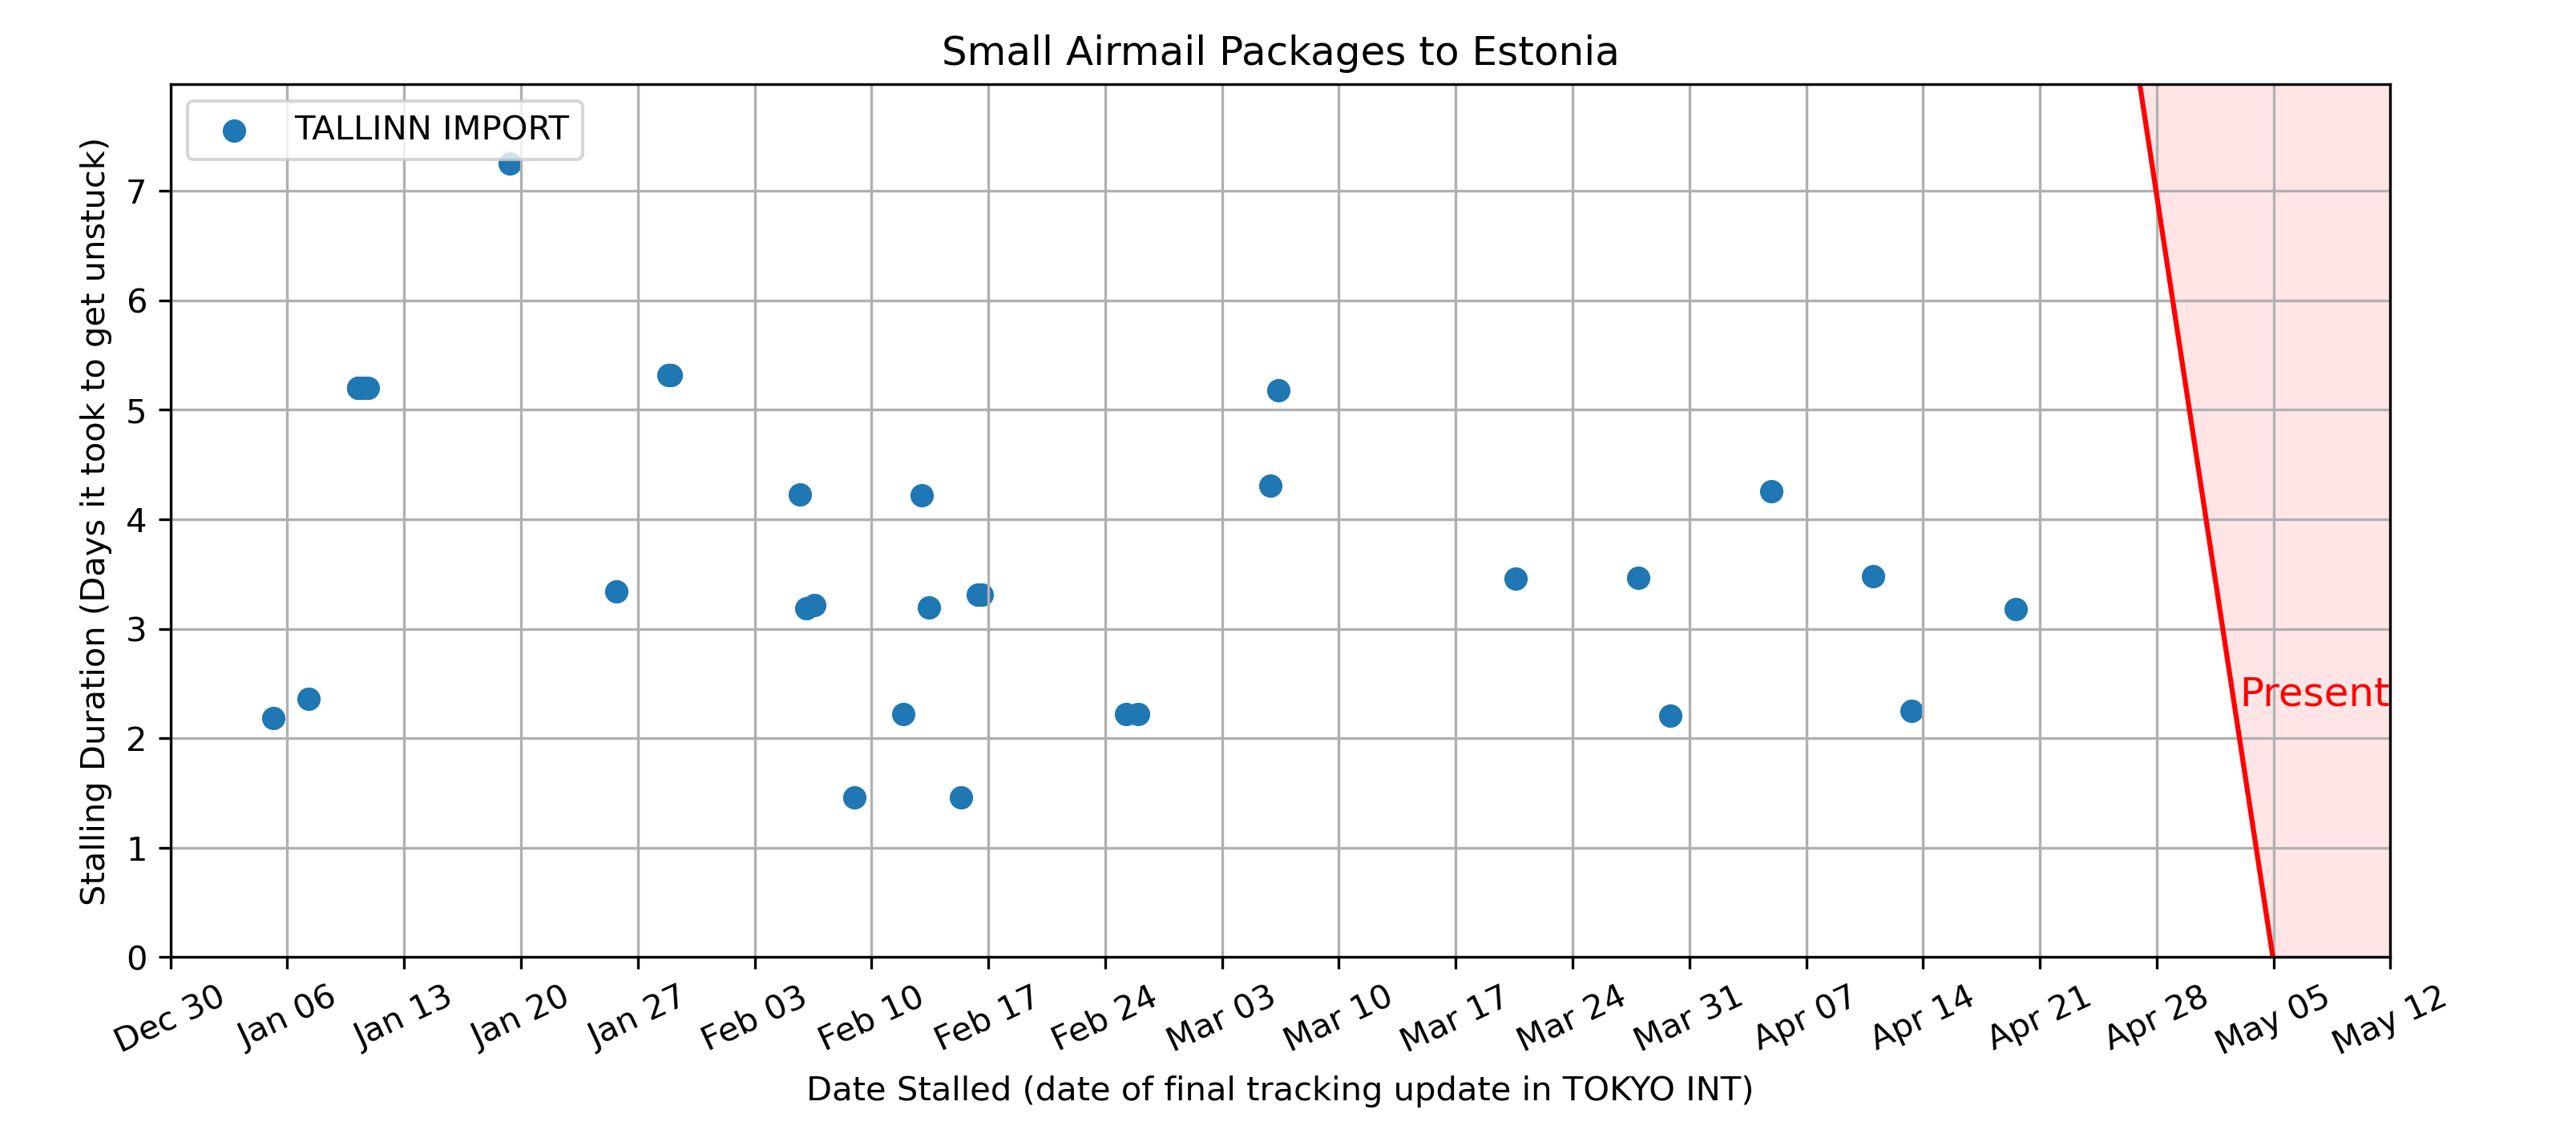 Small Airmail Packages to Estonia
TALLINN IMPORT
Stalling Duration (Days it took to get unstuck)
7
6
5
4
3
2
1
0
Present
Dec 30
Jan 06
Jan 13
Jan 20
Jan 27
Feb 03
Feb 10
Feb 17
Feb 24
Mar 03
Mar 10
Mar 17
Mar 24
Mar 31
Apr 07
Apr 14
Apr 21
Apr 28
May 05
May 12
Date Stalled (date of final tracking update in TOKYO INT)